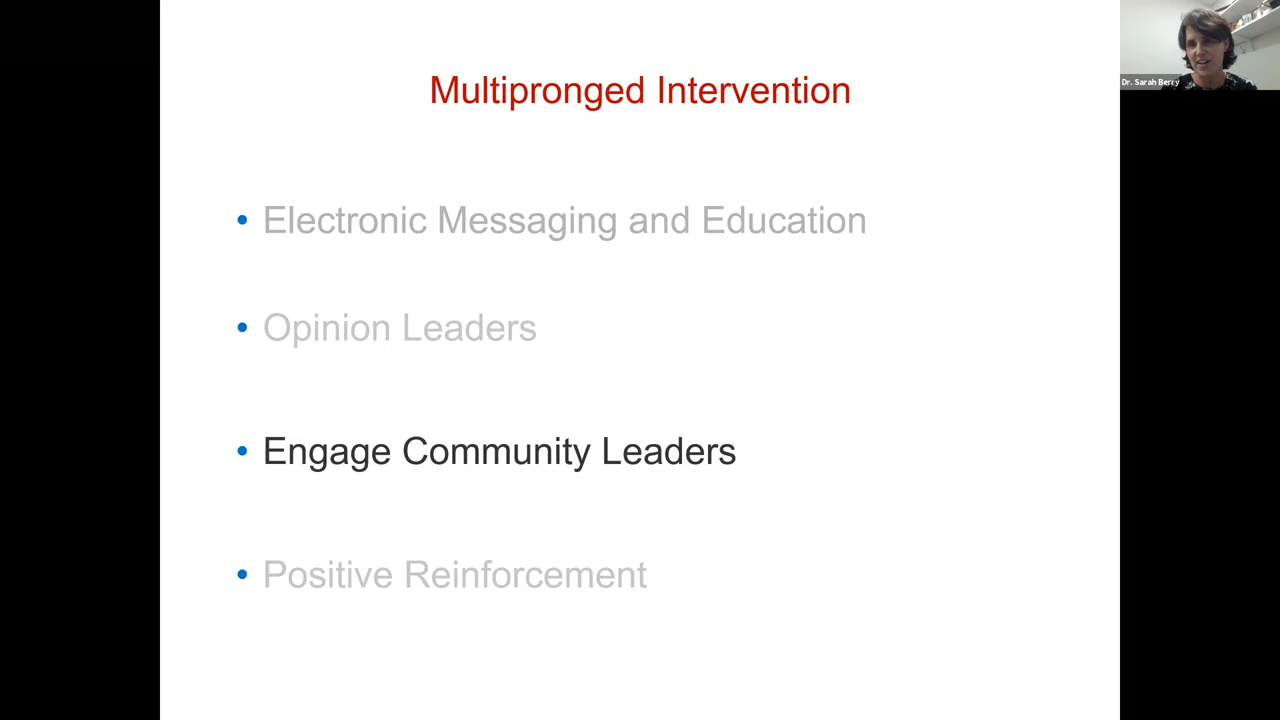 Multipronged Intervention
Dr. Sarah Berry
• Electronic Messaging and Education
• Opinion Leaders
• Engage Community Leaders
• Positive Reinforcement